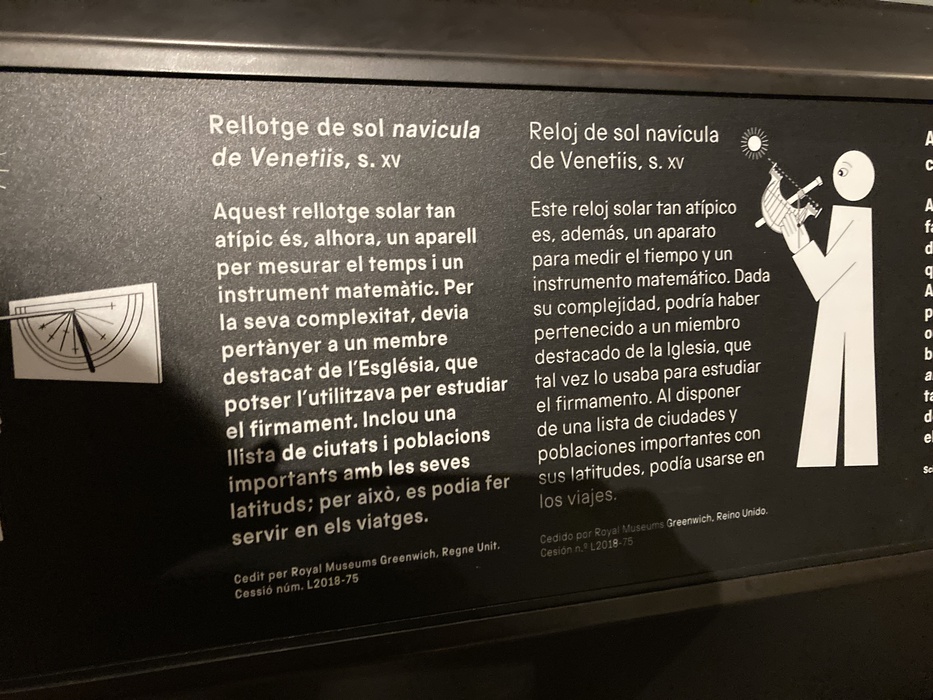 Rellotge de sol navicula
de Venetiis, s. XV
Aquest rellotge solar tan
atípic és, alhora, un aparell
per mesurar el temps i un
instrument matemàtic. Per
la seva complexitat, devia
pertànyer a un membre
destacat de l'Església, que
potser l'utilitzava per estudiar
el firmament. Inclou una
llista de ciutats i poblacions
importants amb les seves
latituds; per això, es podia fer
servir en els viatges.
Cedit per Royal Museums Greenwich, Regne Unit.
Cessió núm. L2018-75
Reloj de sol navicula
de Venetiis, s. XV
Este reloj solar tan atípico
es, además, un aparato
para medir el tiempo y un
instrumento matemático. Dada
su complejidad, podría haber
pertenecido a un miembro
destacado de la Iglesia, que
tal vez lo usaba para estudiar
el firmamento. Al disponer
de una lista de ciudades y
poblaciones importantes con
sus latitudes, podía usarse en
los viajes.
Cedido por Royal Museums Greenwich, Reino Unido.
Cesión n.º L2018-75